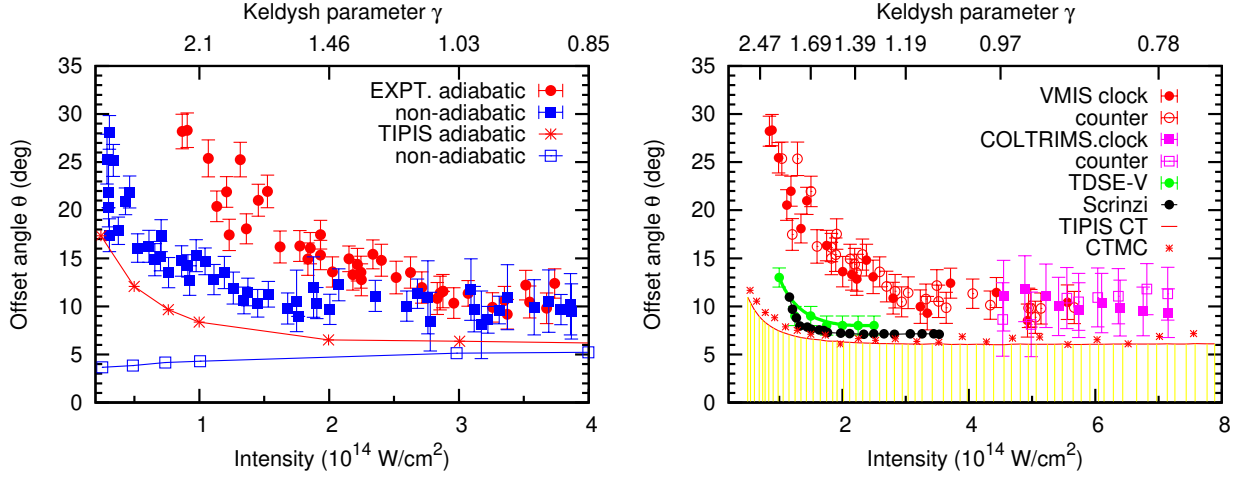 Keldysh parameter γ
2.1 1.46 1.03 0.85
35
30
25
20
15
10
5
0
Offset angle θ (deg)
EXPT. adiabatic
non-adiabatic
TIPIS adiabatic
non-adiabatic
1 2 3 4
Intensity (10¹⁴ W/cm²)
Keldysh parameter γ
2.47 1.69 1.39 1.19 0.97 0.78
35
30
25
20
15
10
5
0
Offset angle θ (deg)
VMIS clock
counter
COLTRIMS.clock
counter
TDSE-V
Scrinzi
TIPIS CT
CTMC
2 4 6 8
Intensity (10¹⁴ W/cm²)